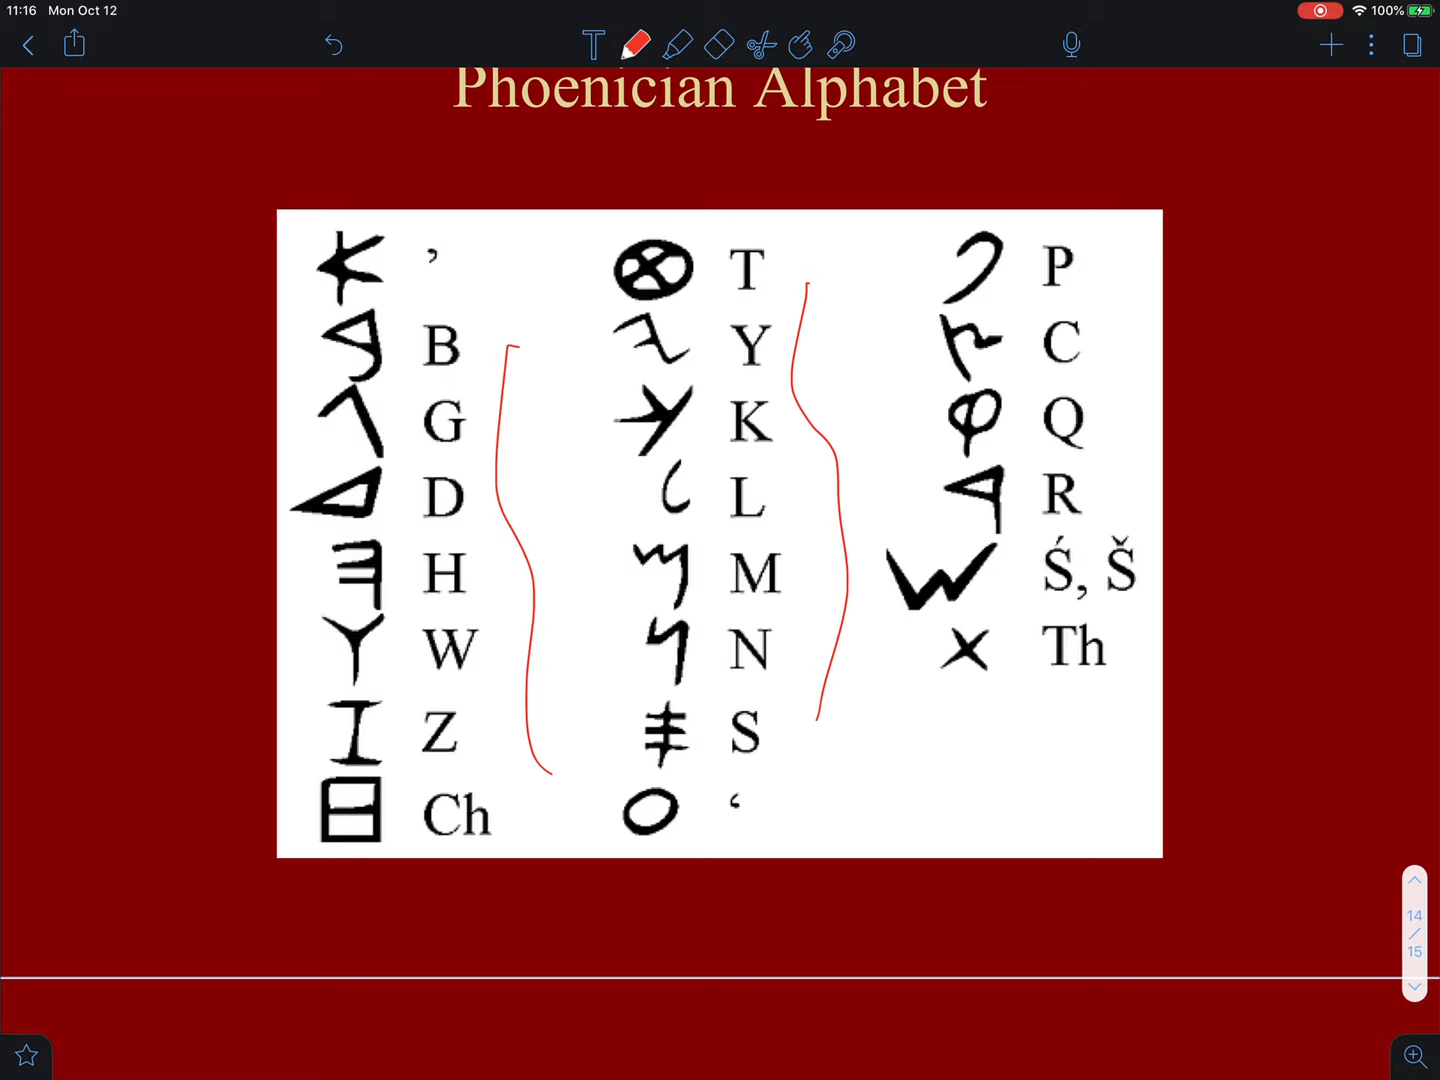 11:16 Mon Oct 12
100%
Phoenician Alphabet
𐤀 ’
𐤁 B
𐤂 G
𐤃 D
𐤄 H
𐤅 W
𐤆 Z
𐤇 Ch
𐤈 T
𐤉 Y
𐤊 K
𐤋 L
𐤌 M
𐤍 N
𐤎 S
𐤏 ‘
𐤐 P
𐤑 C
𐤒 Q
𐤓 R
𐤔 Ś, Š
𐤕 Th
14
/
15